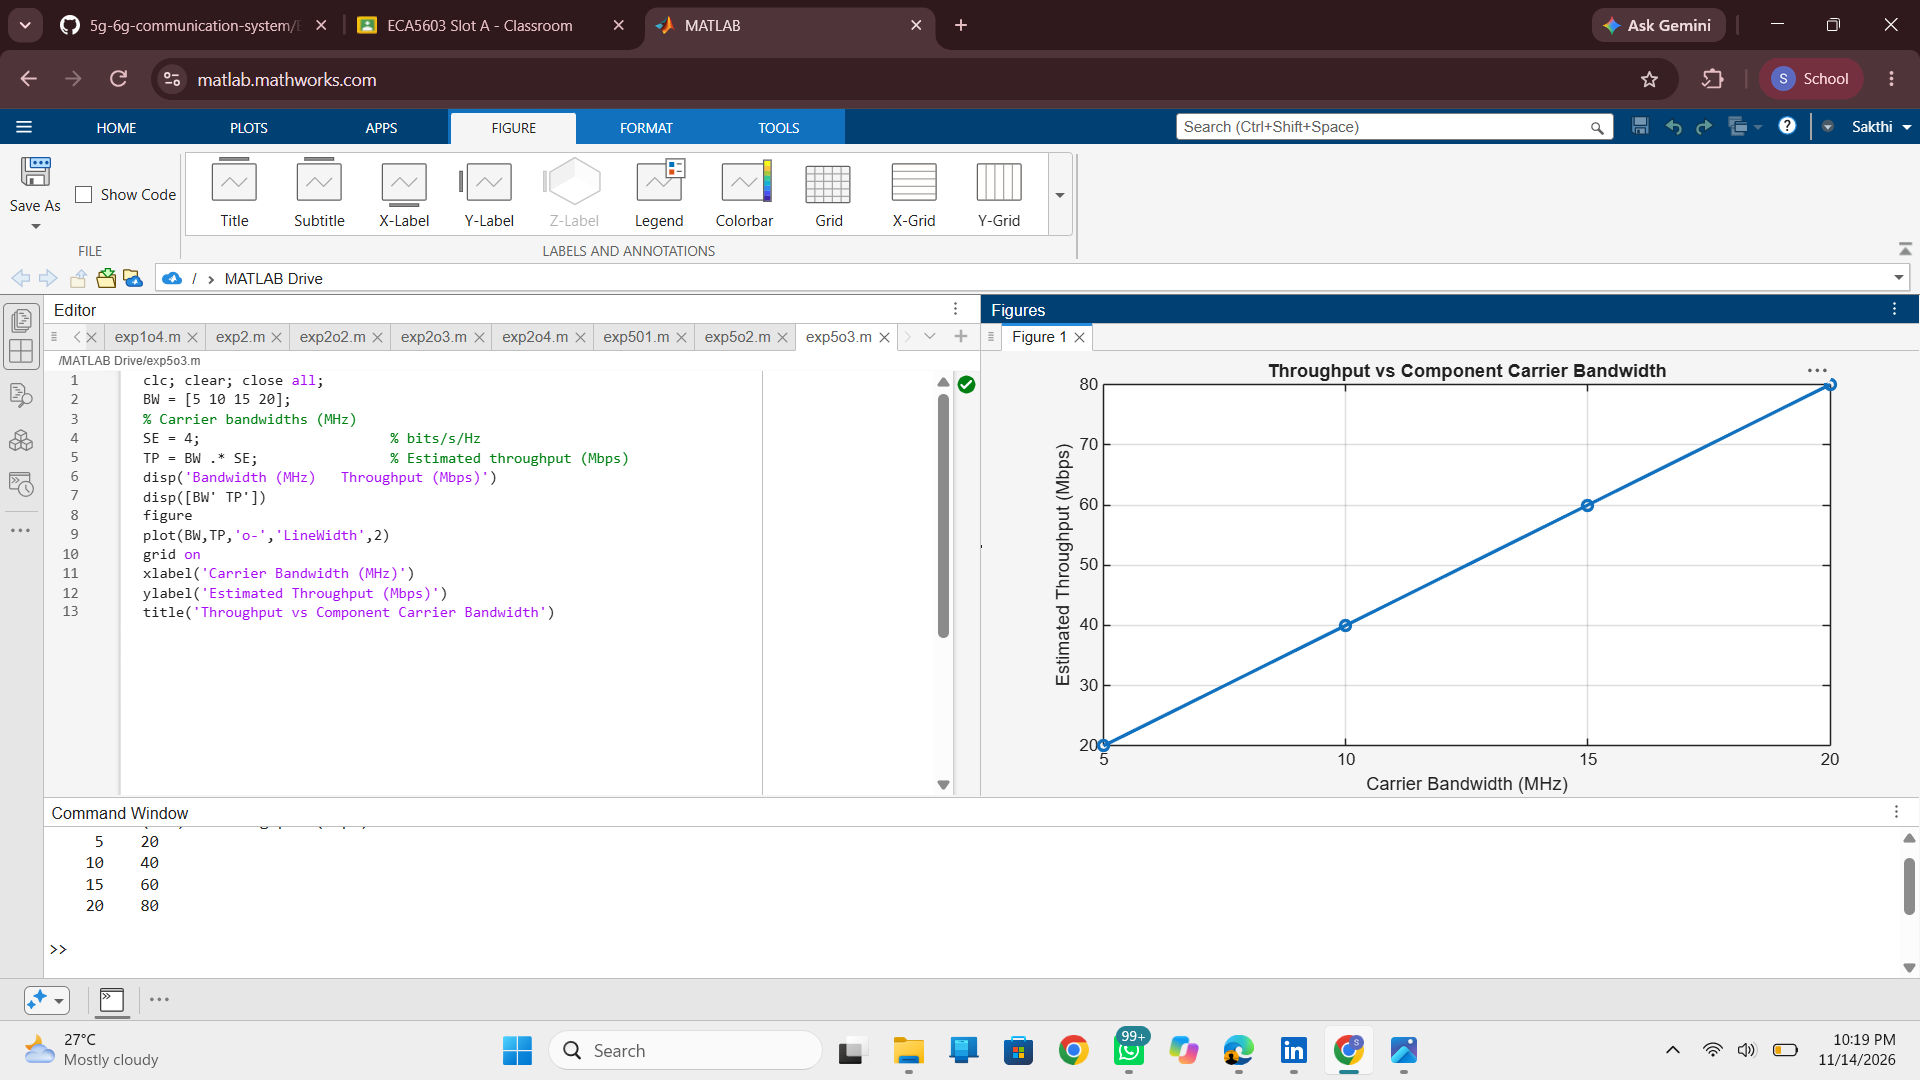 5g-6g-communication-system/
ECA5603 Slot A - Classroom
MATLAB
Ask Gemini
matlab.mathworks.com
S School
HOME PLOTS APPS FIGURE FORMAT TOOLS
Search (Ctrl+Shift+Space)
Sakthi
Save As
Show Code
Title Subtitle X-Label Y-Label Z-Label Legend Colorbar Grid X-Grid Y-Grid
FILE
LABELS AND ANNOTATIONS
/ › MATLAB Drive
Editor
exp1o4.m exp2.m exp2o2.m exp2o3.m exp2o4.m exp501.m exp5o2.m exp5o3.m
/MATLAB Drive/exp5o3.m
1 clc; clear; close all;
2 BW = [5 10 15 20];
3 % Carrier bandwidths (MHz)
4 SE = 4; % bits/s/Hz
5 TP = BW .* SE; % Estimated throughput (Mbps)
6 disp('Bandwidth (MHz)   Throughput (Mbps)')
7 disp([BW' TP'])
8 figure
9 plot(BW,TP,'o-','LineWidth',2)
10 grid on
11 xlabel('Carrier Bandwidth (MHz)')
12 ylabel('Estimated Throughput (Mbps)')
13 title('Throughput vs Component Carrier Bandwidth')
Figures
Figure 1
Throughput vs Component Carrier Bandwidth
Estimated Throughput (Mbps)
80
70
60
50
40
30
20
5 10 15 20
Carrier Bandwidth (MHz)
Command Window
5 20
10 40
15 60
20 80
>>
27°C
Mostly cloudy
Search
99+
10:19 PM
11/14/2026